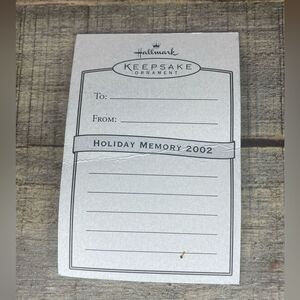 Hallmark
KEEPSAKE
ORNAMENT
TO:
FROM:
HOLIDAY MEMORY 2002